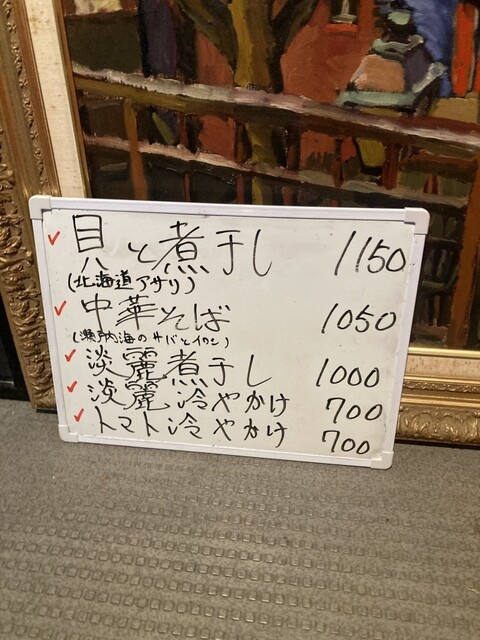 ✓ 貝と煮干し 1150
(北海道アサリ)
✓ 中華そば 1050
(瀬戸内海のサバとイワシ)
✓ 淡麗煮干し 1000
✓ 淡麗冷やかけ 700
✓ トマト冷やかけ 700